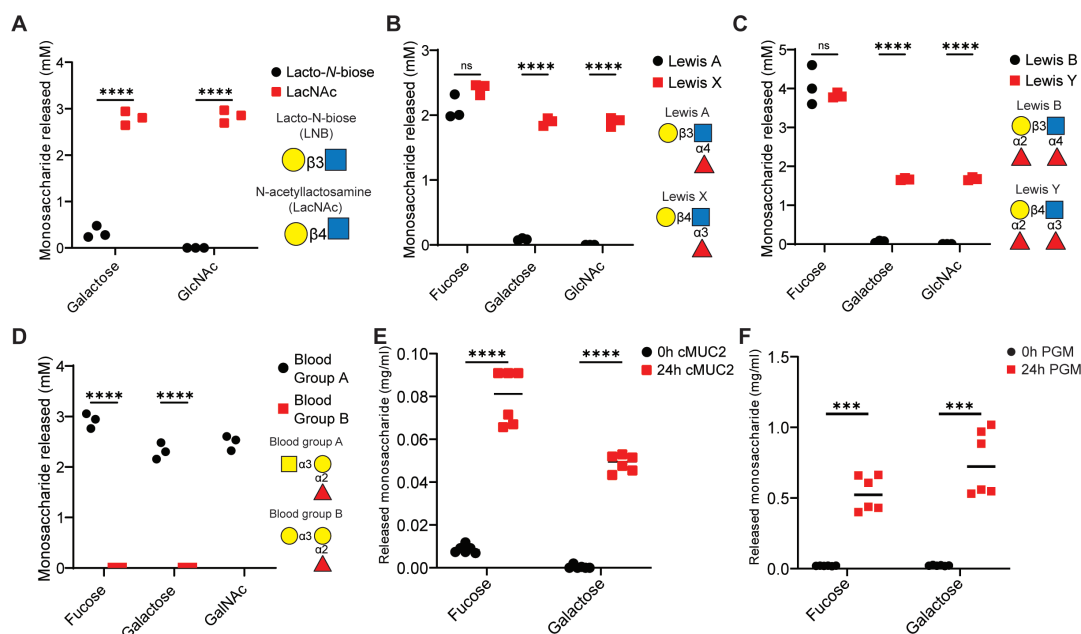 A
Monosaccharide released (mM)
4
3
2
1
0
****
****
Galactose
GlcNAc
Lacto-N-biose
LacNAc
Lacto-N-biose
(LNB)
β3
N-acetyllactosamine
(LacNAc)
β4
B
Monosaccharide released (mM)
3
2
1
0
ns
****
****
Fucose
Galactose
GlcNAc
Lewis A
Lewis X
Lewis A
β3
α4
Lewis X
β4
α3
C
Monosaccharide released (mM)
5
4
3
2
1
0
ns
****
****
Fucose
Galactose
GlcNAc
Lewis B
Lewis Y
Lewis B
β3
α2 α4
Lewis Y
β4
α2 α3
D
Monosaccharide released (mM)
4
3
2
1
0
****
****
Fucose
Galactose
GalNAc
Blood
Group A
Blood
Group B
Blood group A
α3
α2
Blood group B
α3
α2
E
Released monosaccharide (mg/ml)
0.10
0.08
0.06
0.04
0.02
0.00
****
****
Fucose
Galactose
0h cMUC2
24h cMUC2
F
Released monosaccharide (mg/ml)
1.5
1.0
0.5
0.0
***
***
Fucose
Galactose
0h PGM
24h PGM